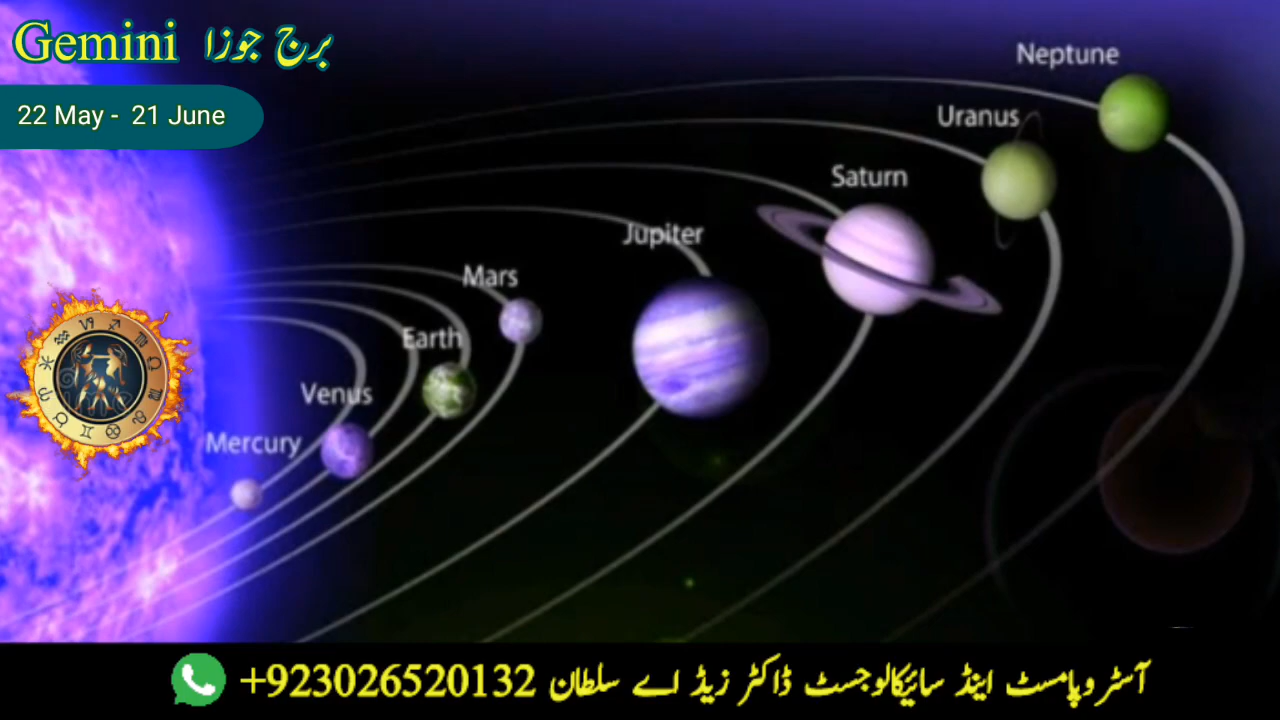 Gemini برج جوزا
22 May - 21 June
Neptune
Uranus
Saturn
Jupiter
Mars
Earth
Venus
Mercury
آسٹروپامسٹ اینڈ سائیکالوجسٹ ڈاکٹر زیڈ اے سلطان 923026520132+